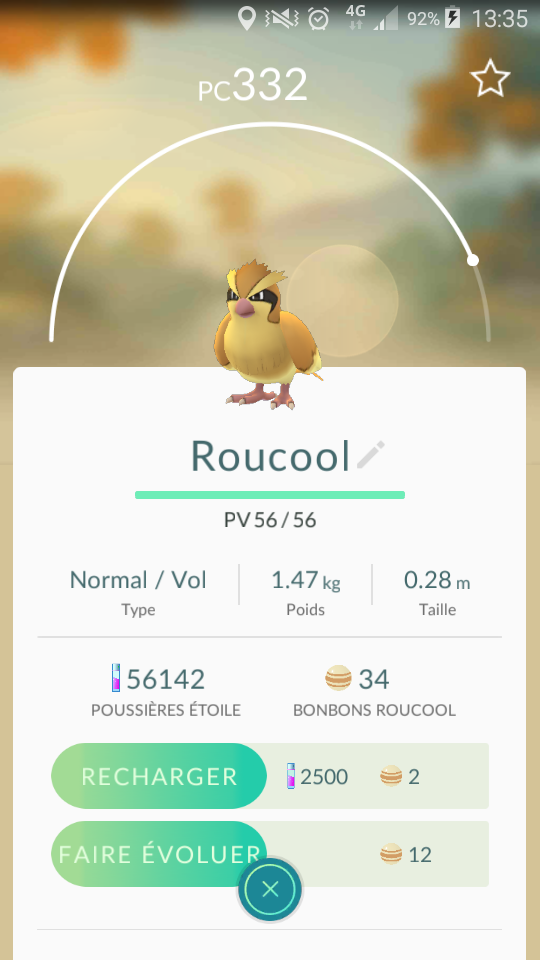 4G 92% 13:35
PC332
Roucool
PV 56 / 56
Normal / Vol 1.47 kg 0.28 m
Type Poids Taille
56142 34
POUSSIÈRES ÉTOILE BONBONS ROUCOOL
RECHARGER 2500 2
FAIRE ÉVOLUER 12